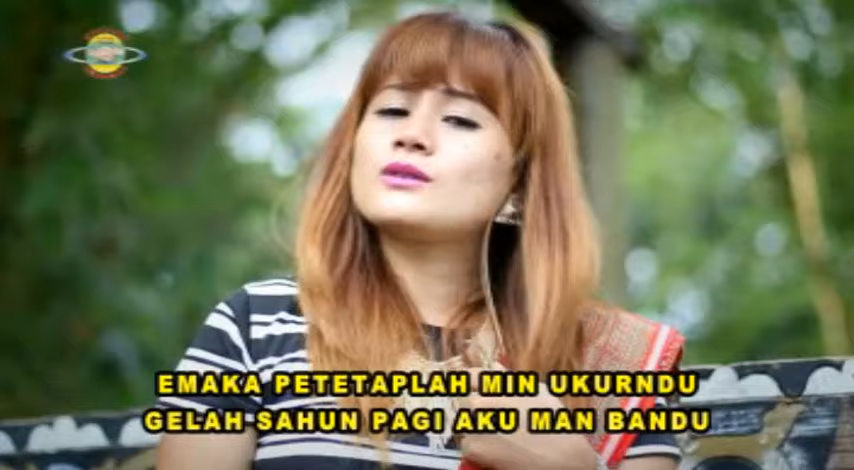 EMAKA PETETAPLAH MIN UKURNDU
GELAH SAHUN PAGI AKU MAN BANDU